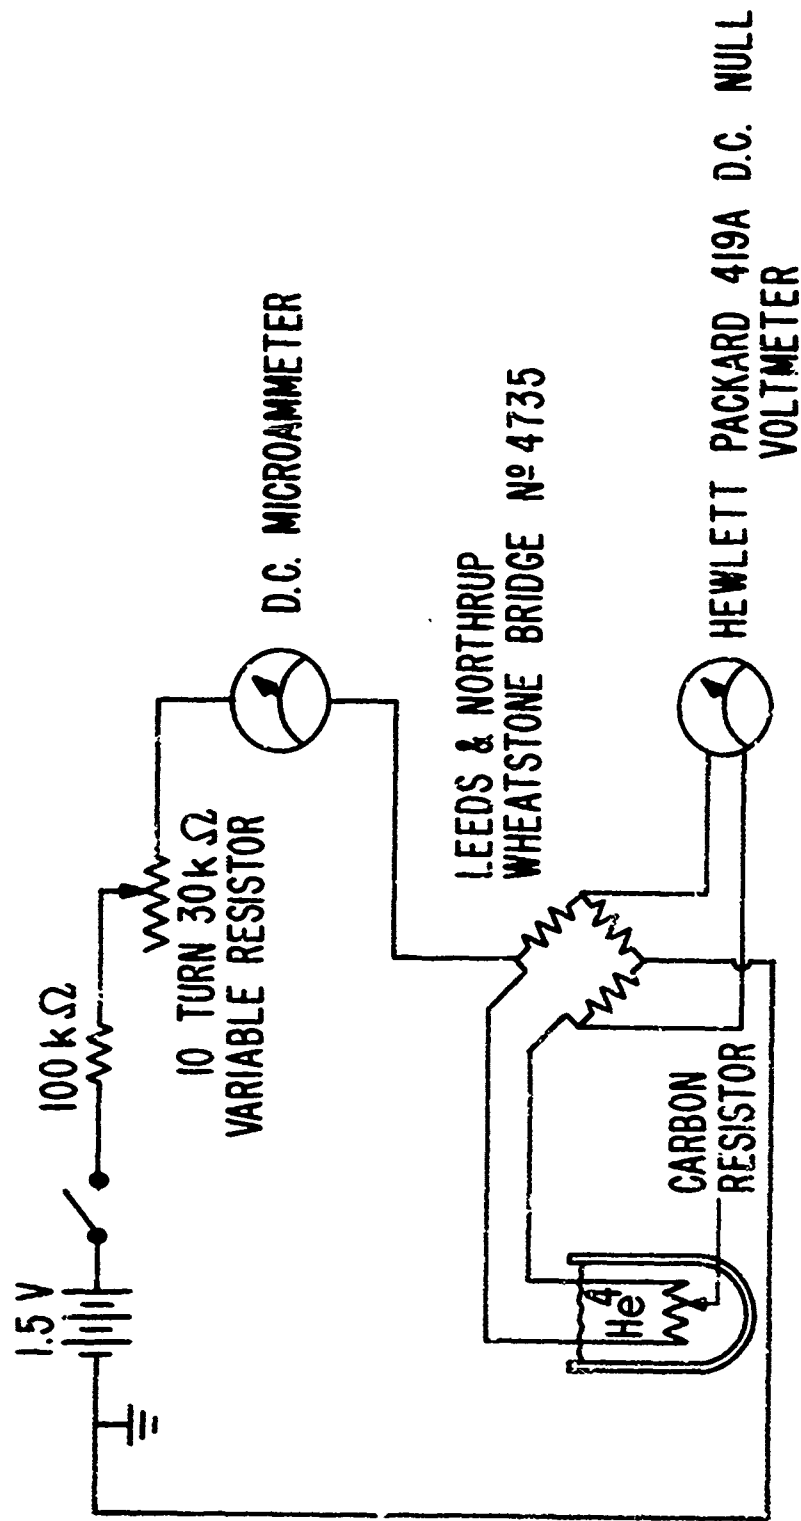 1.5 V
100 k Ω
10 TURN 30 k Ω
VARIABLE RESISTOR
D.C. MICROAMMETER
LEEDS & NORTHRUP
WHEATSTONE BRIDGE Nº 4735
He⁴
CARBON
RESISTOR
HEWLETT PACKARD 419A D.C. NULL
VOLTMETER